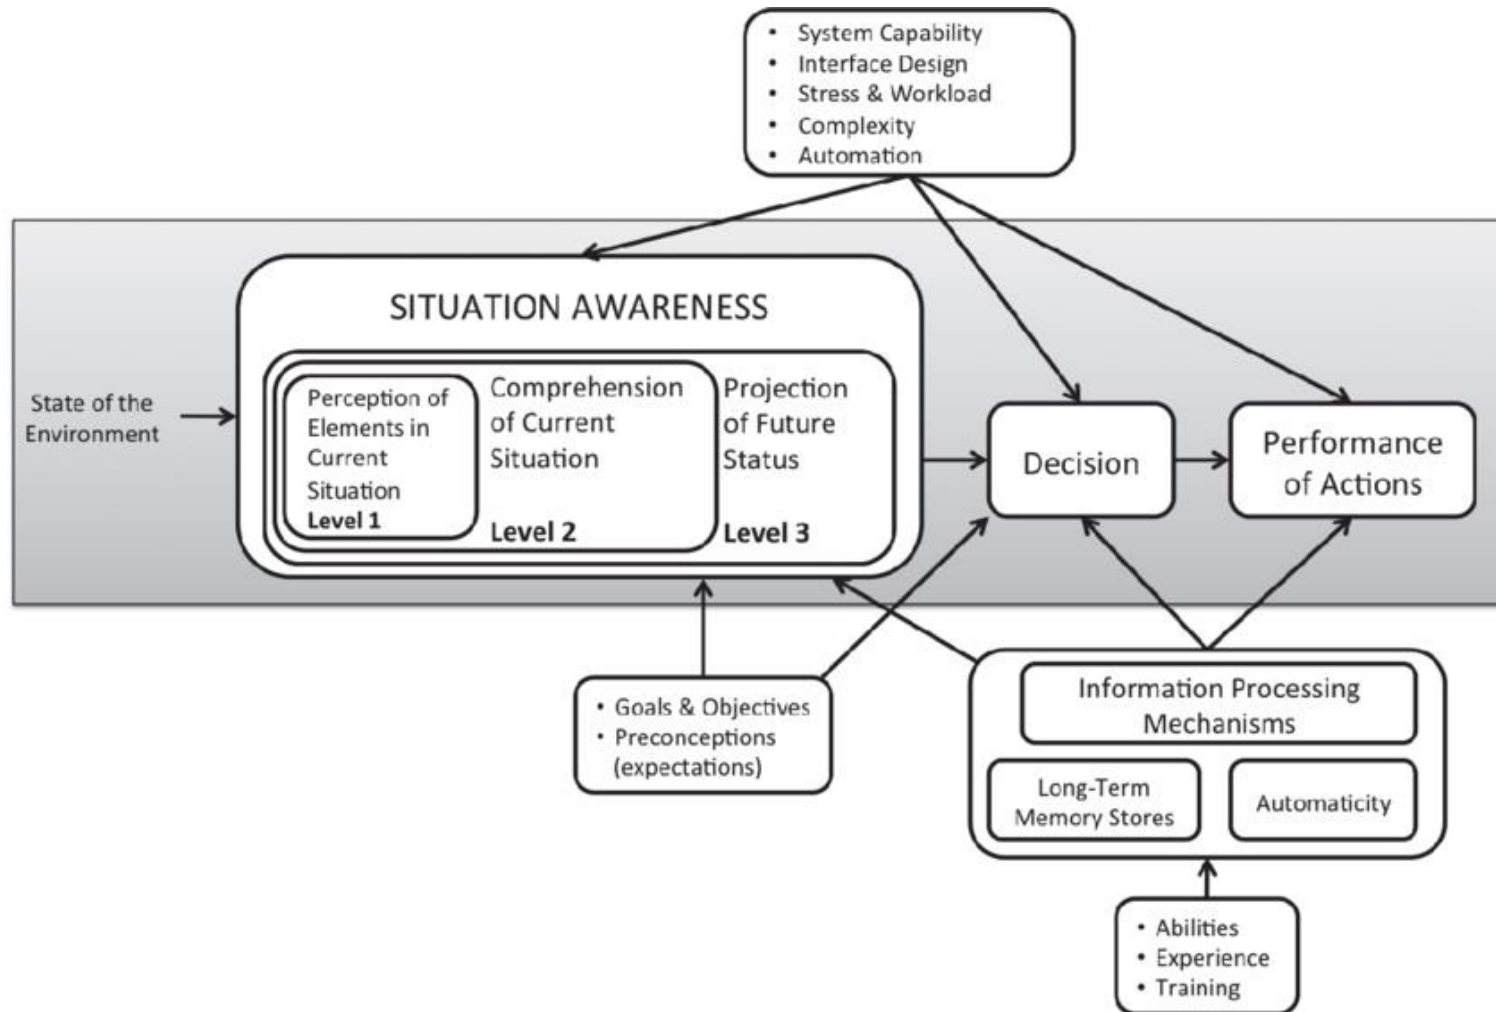 • System Capability
• Interface Design
• Stress & Workload
• Complexity
• Automation
SITUATION AWARENESS
State of the
Environment
Perception of
Elements in
Current
Situation
Level 1
Comprehension
of Current
Situation
Level 2
Projection
of Future
Status
Level 3
Decision
Performance
of Actions
• Goals & Objectives
• Preconceptions
(expectations)
Information Processing
Mechanisms
Long-Term
Memory Stores
Automaticity
• Abilities
• Experience
• Training